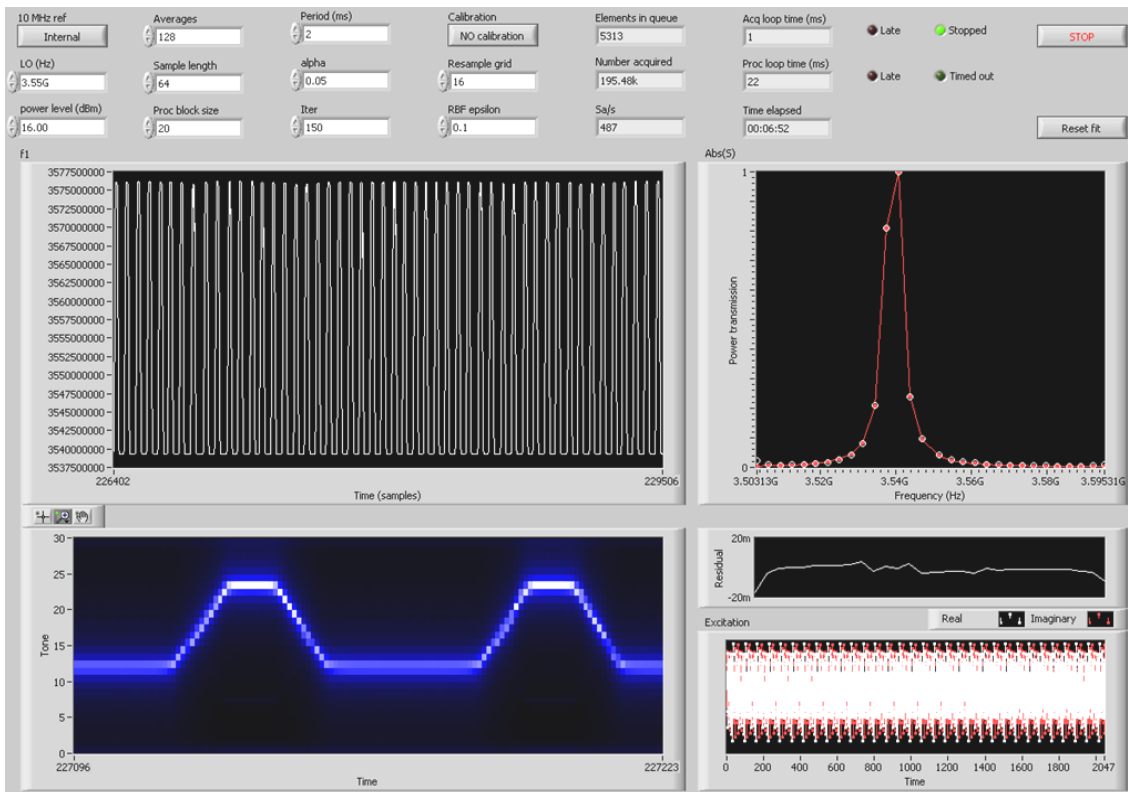 10 MHz ref
Internal
Averages
128
Period (ms)
2
Calibration
NO calibration
Elements in queue
5313
Acq loop time (ms)
1
Late
Stopped
STOP
LO (Hz)
3.55G
Sample length
64
alpha
0.05
Resample grid
16
Number acquired
195.48k
Proc loop time (ms)
22
Late
Timed out
power level (dBm)
16.00
Proc block size
20
Iter
150
RBF epsilon
0.1
Sa/s
487
Time elapsed
00:06:52
Reset fit
f1
3577500000
3575000000
3572500000
3570000000
3567500000
3565000000
3562500000
3560000000
3557500000
3555000000
3552500000
3550000000
3547500000
3545000000
3542500000
3540000000
3537500000
226402
229506
Time (samples)
Abs(S)
Power transmission
1
0
3.50313G
3.52G
3.54G
3.56G
3.58G
3.59531G
Frequency (Hz)
Tone
30
25
20
15
10
5
0
227096
227223
Time
Residual
20m
-20m
Excitation
Real
Imaginary
0
200
400
600
800
1000
1200
1400
1600
1800
2047
Time